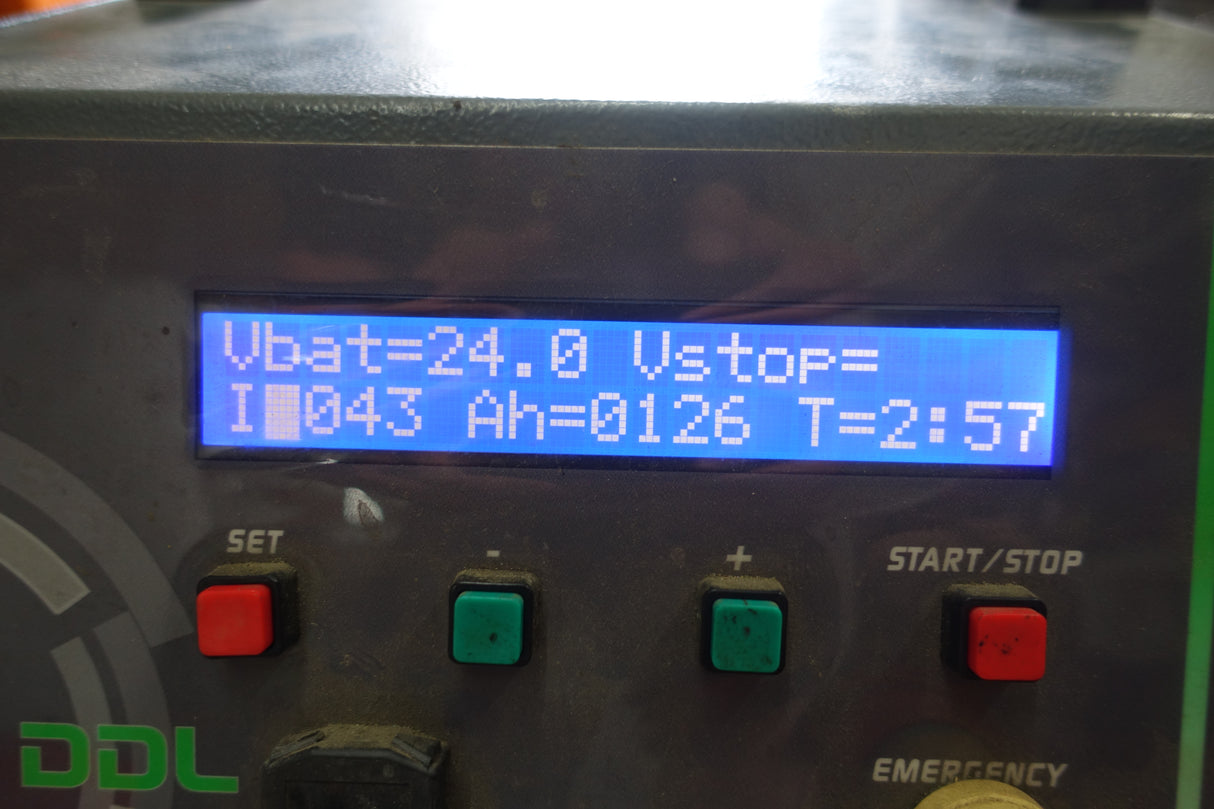 Vbat=24.0 Vstop=
I 043 Ah=0126 T=2:57
SET - + START/STOP
DDL
EMERGENCY